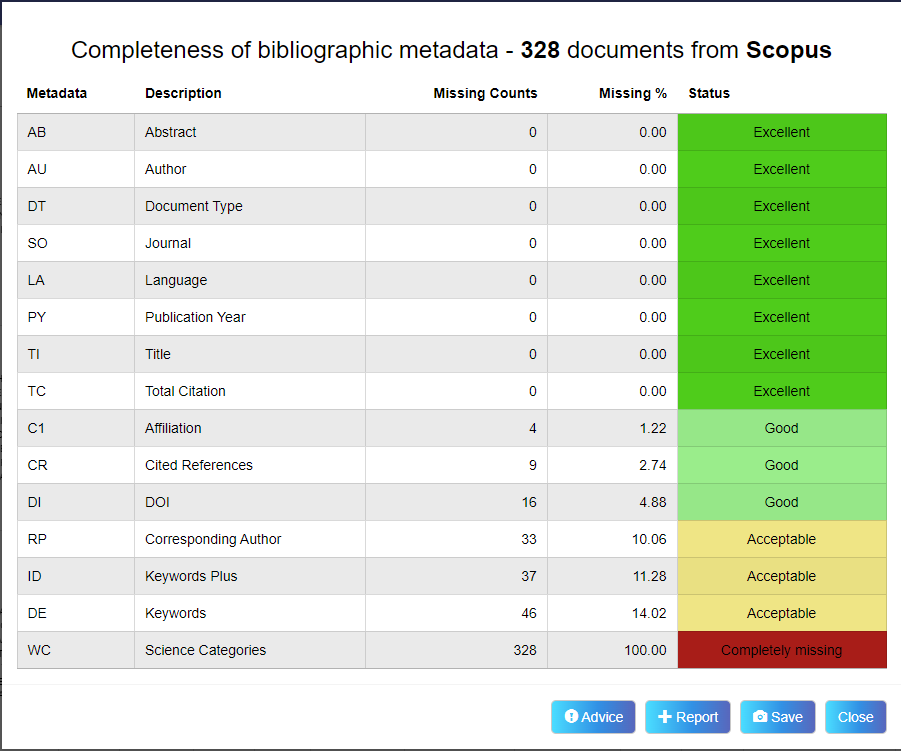 Completeness of bibliographic metadata - 328 documents from Scopus
Metadata Description Missing Counts Missing % Status
AB Abstract 0 0.00 Excellent
AU Author 0 0.00 Excellent
DT Document Type 0 0.00 Excellent
SO Journal 0 0.00 Excellent
LA Language 0 0.00 Excellent
PY Publication Year 0 0.00 Excellent
TI Title 0 0.00 Excellent
TC Total Citation 0 0.00 Excellent
C1 Affiliation 4 1.22 Good
CR Cited References 9 2.74 Good
DI DOI 16 4.88 Good
RP Corresponding Author 33 10.06 Acceptable
ID Keywords Plus 37 11.28 Acceptable
DE Keywords 46 14.02 Acceptable
WC Science Categories 328 100.00 Completely missing
Advice Report Save Close